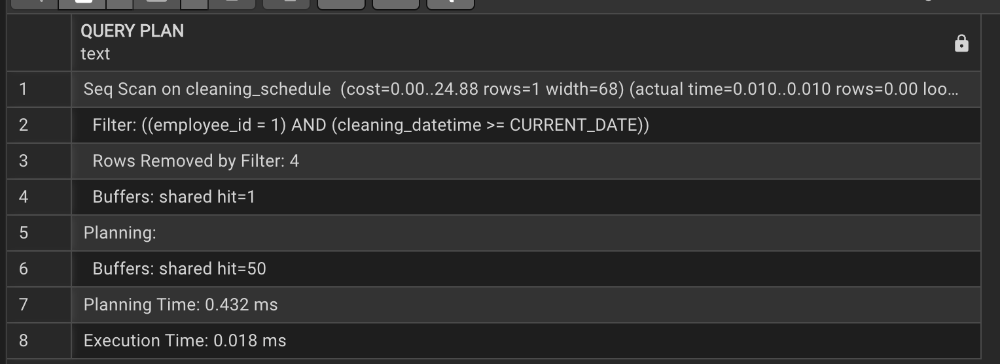 QUERY PLAN
text
1 Seq Scan on cleaning_schedule (cost=0.00..24.88 rows=1 width=68) (actual time=0.010..0.010 rows=0.00 loo...
2 Filter: ((employee_id = 1) AND (cleaning_datetime >= CURRENT_DATE))
3 Rows Removed by Filter: 4
4 Buffers: shared hit=1
5 Planning:
6 Buffers: shared hit=50
7 Planning Time: 0.432 ms
8 Execution Time: 0.018 ms